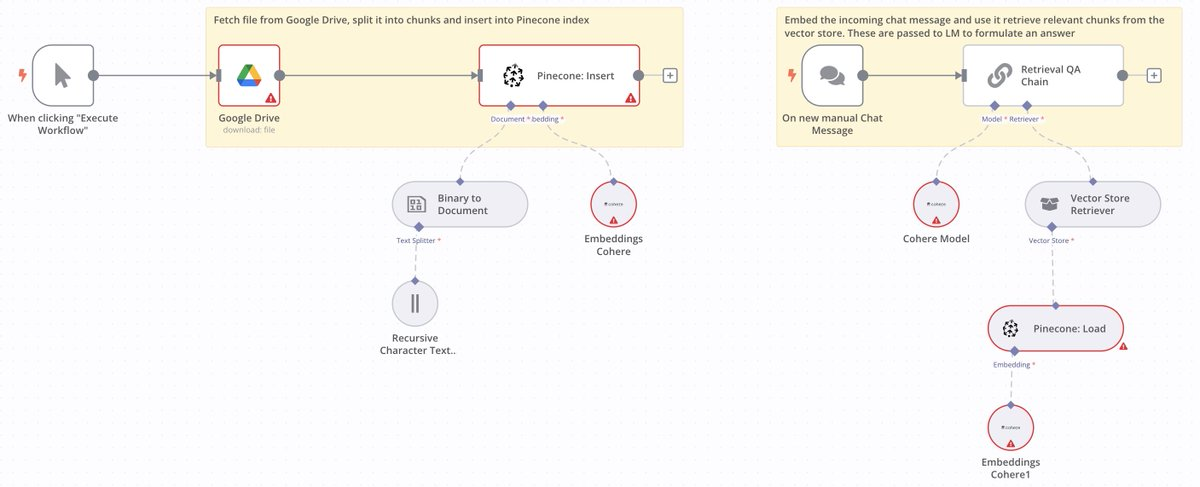 Fetch file from Google Drive, split it into chunks and insert into Pinecone index
Pinecone: Insert
When clicking "Execute
Workflow"
Google Drive
download: file
Document *
bedding *
Binary to
Document
cohere
Embeddings
Cohere
Text Splitter *
Recursive
Character Text..
Embed the incoming chat message and use it retrieve relevant chunks from the
vector store. These are passed to LM to formulate an answer
Retrieval QA
Chain
On new manual Chat
Message
Model *
Retriever *
cohere
Cohere Model
Vector Store
Retriever
Vector Store *
Pinecone: Load
Embedding *
cohere
Embeddings
Cohere1